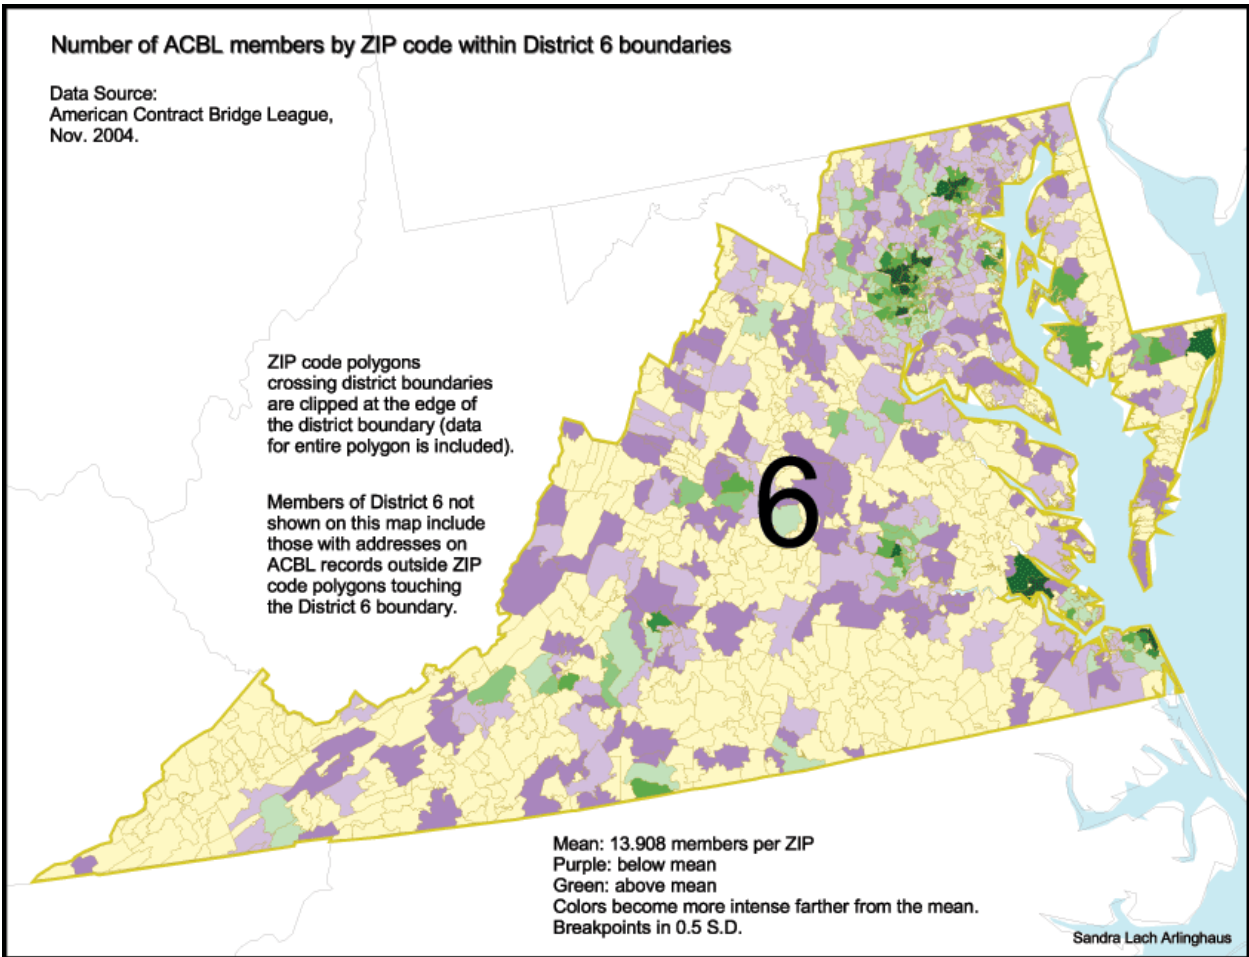 Number of ACBL members by ZIP code within District 6 boundaries
Data Source:
American Contract Bridge League,
Nov. 2004.
ZIP code polygons
crossing district boundaries
are clipped at the edge of
the district boundary (data
for entire polygon is included).
Members of District 6 not
shown on this map include
those with addresses on
ACBL records outside ZIP
code polygons touching
the District 6 boundary.
6
Mean: 13.908 members per ZIP
Purple: below mean
Green: above mean
Colors become more intense farther from the mean.
Breakpoints in 0.5 S.D.
Sandra Lach Arlinghaus